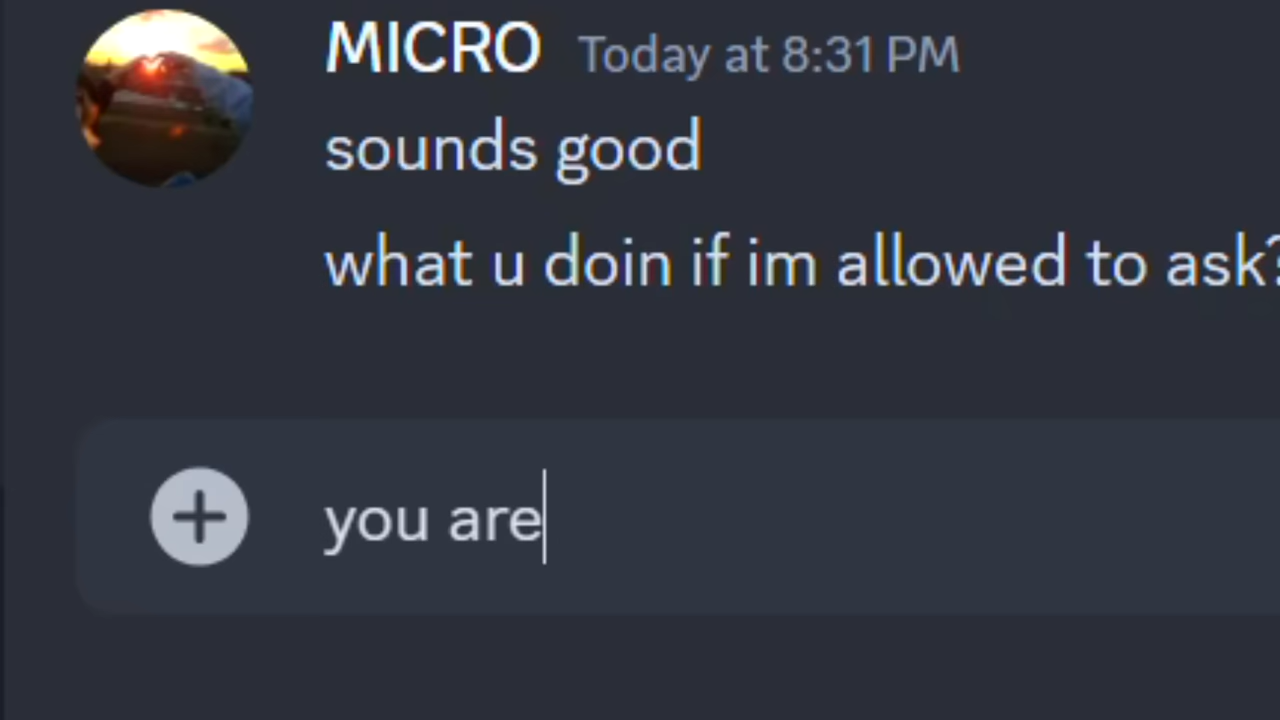 MICRO Today at 8:31 PM
sounds good
what u doin if im allowed to ask?
you are